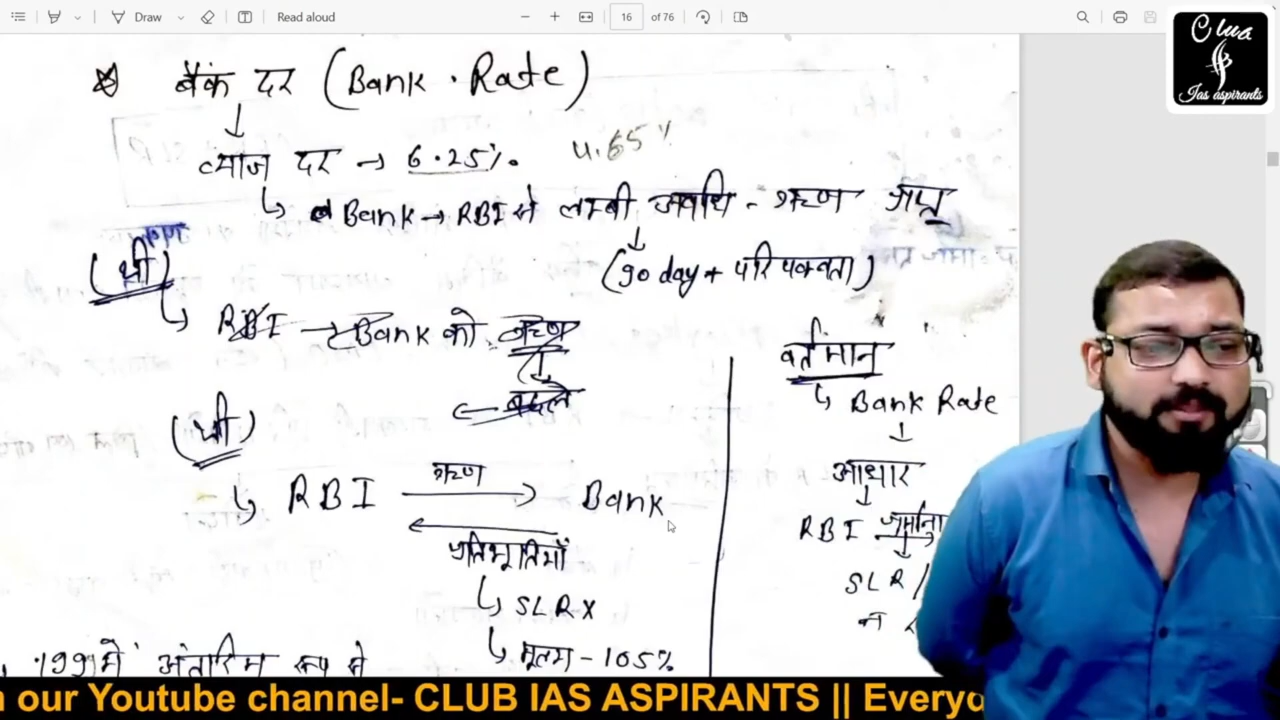 Draw
Read aloud
16
of 76
Club
Ias aspirants
बैंक दर (Bank . Rate)
ब्याज दर → 6.25%.
4.65%
Bank → RBI से लम्बी अवधि - ऋण प्राप्त
(90 day + परिपक्वता)
(थी)
RBI → Bank को ऋण
बदले
(थी)
RBI ऋण → Bank
प्रतिभूतियाँ
SLR X
मूल्य - 105%
वर्तमान
Bank Rate
आधार
RBI जुर्माना
SLR /
न
1991 में अंतरिम रूप से
n our Youtube channel- CLUB IAS ASPIRANTS || Everyo